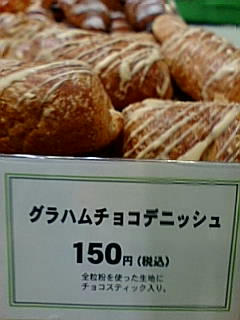 グラハムチョコデニッシュ
150円(税込)
全粒粉を使った生地に
チョコスティック入り。